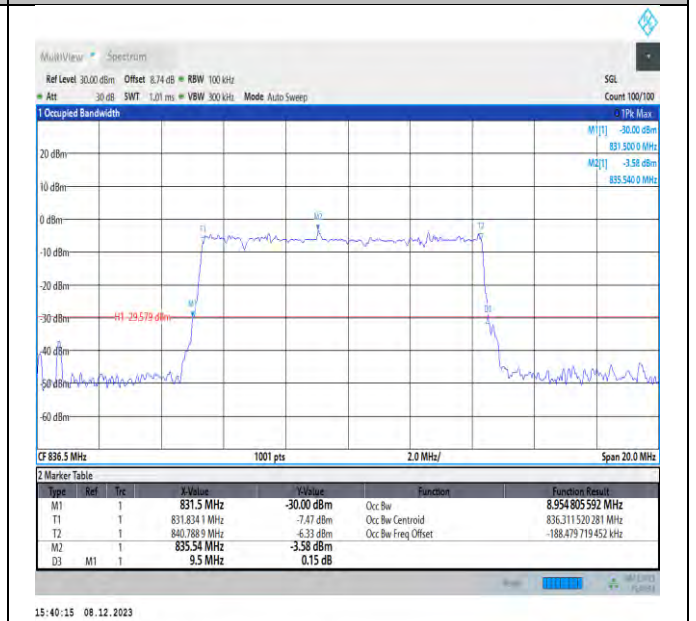 MultiView Spectrum
Ref Level 30.00 dBm Offset 8.74 dB RBW 100 kHz SGL
Att 30 dB SWT 1.01 ms VBW 300 kHz Mode Auto Sweep Count 100/100
1 Occupied Bandwidth 1Pk Max
M1[1] -30.00 dBm
831.500 0 MHz
20 dBm
M2[1] -3.58 dBm
835.540 0 MHz
10 dBm
0 dBm
M2
T1 T2
-10 dBm
-20 dBm
M1 D3
-30 dBm H1 -29.579 dBm
-40 dBm
-50 dBm
-60 dBm
CF 836.5 MHz 1001 pts 2.0 MHz/ Span 20.0 MHz
2 Marker Table
Type Ref Trc X-Value Y-Value Function Function Result
M1 1 831.5 MHz -30.00 dBm Occ Bw 8.954 805 592 MHz
T1 1 831.834 1 MHz -7.47 dBm Occ Bw Centroid 836.311 520 281 MHz
T2 1 840.788 9 MHz -6.33 dBm Occ Bw Freq Offset -188.479 719 452 kHz
M2 1 835.54 MHz -3.58 dBm
D3 M1 1 9.5 MHz 0.15 dB
15:40:15 08.12.2023